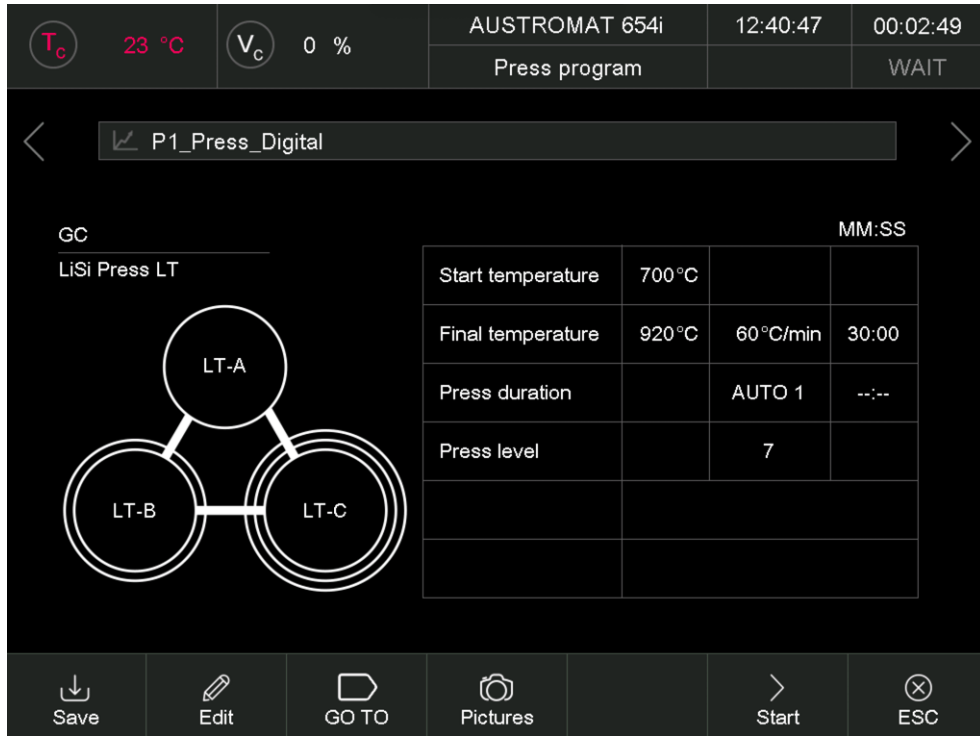 Tc 23 °C Vc 0 % AUSTROMAT 654i 12:40:47 00:02:49
Press program WAIT
P1_Press_Digital
GC
LiSi Press LT
MM:SS
Start temperature 700°C
Final temperature 920°C 60°C/min 30:00
Press duration AUTO 1 --:--
Press level 7
LT-A
LT-B LT-C
Save Edit GO TO Pictures Start ESC